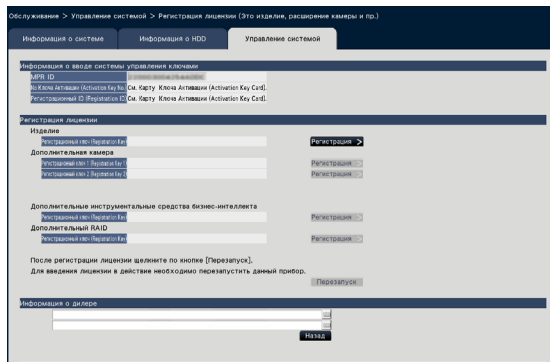 Обслуживание > Управление системой > Регистрация лицензии (Это изделие, расширение камеры и пр.)
Информация о системе Информация о HDD Управление системой
Информация о вводе системы управления ключами
MPR ID
No.Ключа Активации (Activation Key No.) См. Карту Ключа Активации (Activation Key Card).
Регистрационный ID (Registration ID) См. Карту Ключа Активации (Activation Key Card).
Регистрация лицензии
Изделие
Регистрационный ключ (Registration Key) Регистрация >
Дополнительная камера
Регистрационный ключ 1 (Registration Key 1) Регистрация >
Регистрационный ключ 2 (Registration Key 2) Регистрация >
Дополнительные инструментальные средства бизнес-интеллекта
Регистрационный ключ (Registration Key) Регистрация >
Дополнительный RAID
Регистрационный ключ (Registration Key) Регистрация >
После регистрации лицензии щелкните по кнопке [Перезапуск].
Для введения лицензии в действие необходимо перезапустить данный прибор.
Перезапуск
Информация о дилере
Назад